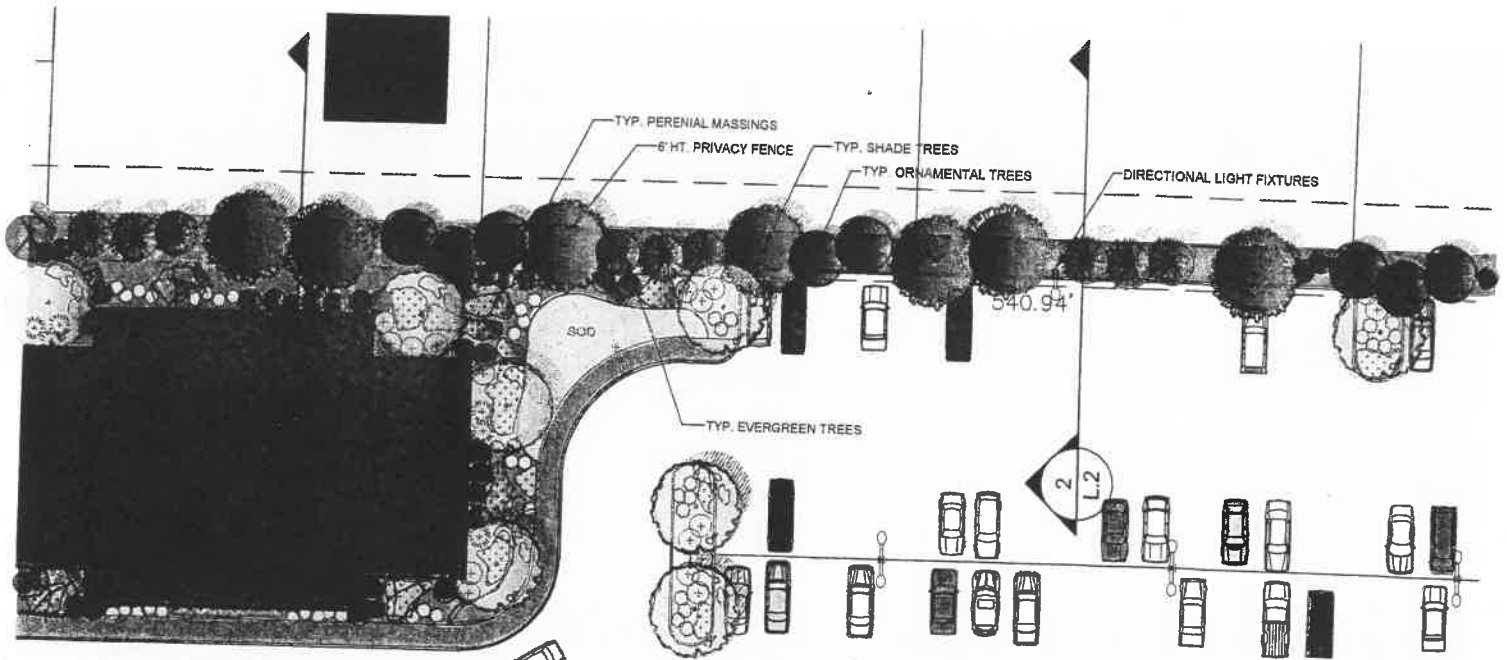 TYP. PERENIAL MASSINGS
6' HT. PRIVACY FENCE
TYP. SHADE TREES
TYP. ORNAMENTAL TREES
DIRECTIONAL LIGHT FIXTURES
540.94'
SOD
TYP. EVERGREEN TREES
2
L.2